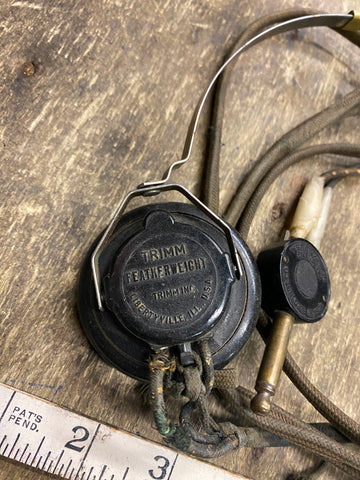 TRIMM
FEATHERWEIGHT
TRIMM INC.
LIBERTYVILLE, ILL. U.S.A.
PAT'S
PEND.
2
3